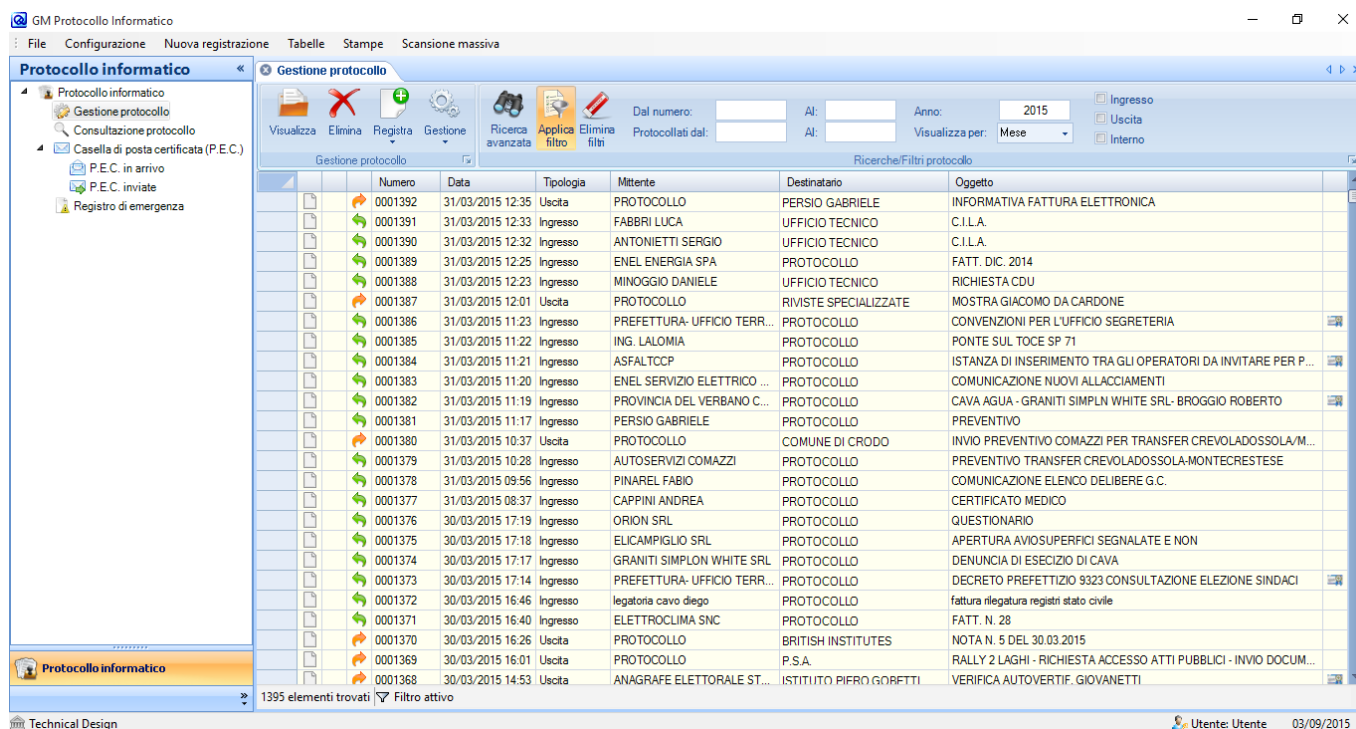 GM Protocollo Informatico
File Configurazione Nuova registrazione Tabelle Stampe Scansione massiva
Protocollo informatico «
Protocollo informatico
Gestione protocollo
Consultazione protocollo
Casella di posta certificata (P.E.C.)
P.E.C. in arrivo
P.E.C. inviate
Registro di emergenza
Protocollo informatico
Gestione protocollo
Visualizza Elimina Registra Gestione
Gestione protocollo
Ricerca avanzata Applica filtro Elimina filtri
Dal numero: Al: Anno: 2015
Protocollati dal: Al: Visualizza per: Mese
Ingresso
Uscita
Interno
Ricerche/Filtri protocollo
Numero Data Tipologia Mittente Destinatario Oggetto
0001392 31/03/2015 12:35 Uscita PROTOCOLLO PERSIO GABRIELE INFORMATIVA FATTURA ELETTRONICA
0001391 31/03/2015 12:33 Ingresso FABBRI LUCA UFFICIO TECNICO C.I.L.A.
0001390 31/03/2015 12:32 Ingresso ANTONIETTI SERGIO UFFICIO TECNICO C.I.L.A.
0001389 31/03/2015 12:25 Ingresso ENEL ENERGIA SPA PROTOCOLLO FATT. DIC. 2014
0001388 31/03/2015 12:23 Ingresso MINOGGIO DANIELE UFFICIO TECNICO RICHIESTA CDU
0001387 31/03/2015 12:01 Uscita PROTOCOLLO RIVISTE SPECIALIZZATE MOSTRA GIACOMO DA CARDONE
0001386 31/03/2015 11:23 Ingresso PREFETTURA- UFFICIO TERR... PROTOCOLLO CONVENZIONI PER L'UFFICIO SEGRETERIA
0001385 31/03/2015 11:22 Ingresso ING. LALOMIA PROTOCOLLO PONTE SUL TOCE SP 71
0001384 31/03/2015 11:21 Ingresso ASFALTCCP PROTOCOLLO ISTANZA DI INSERIMENTO TRA GLI OPERATORI DA INVITARE PER P...
0001383 31/03/2015 11:20 Ingresso ENEL SERVIZIO ELETTRICO ... PROTOCOLLO COMUNICAZIONE NUOVI ALLACCIAMENTI
0001382 31/03/2015 11:19 Ingresso PROVINCIA DEL VERBANO C... PROTOCOLLO CAVA AGUA - GRANITI SIMPLN WHITE SRL- BROGGIO ROBERTO
0001381 31/03/2015 11:17 Ingresso PERSIO GABRIELE PROTOCOLLO PREVENTIVO
0001380 31/03/2015 10:37 Uscita PROTOCOLLO COMUNE DI CRODO INVIO PREVENTIVO COMAZZI PER TRANSFER CREVOLADOSSOLA/M...
0001379 31/03/2015 10:28 Ingresso AUTOSERVIZI COMAZZI PROTOCOLLO PREVENTIVO TRANSFER CREVOLADOSSOLA-MONTECRESTESE
0001378 31/03/2015 09:56 Ingresso PINAREL FABIO PROTOCOLLO COMUNICAZIONE ELENCO DELIBERE G.C.
0001377 31/03/2015 08:37 Ingresso CAPPINI ANDREA PROTOCOLLO CERTIFICATO MEDICO
0001376 30/03/2015 17:19 Ingresso ORION SRL PROTOCOLLO QUESTIONARIO
0001375 30/03/2015 17:18 Ingresso ELICAMPIGLIO SRL PROTOCOLLO APERTURA AVIOSUPERFICI SEGNALATE E NON
0001374 30/03/2015 17:17 Ingresso GRANITI SIMPLON WHITE SRL PROTOCOLLO DENUNCIA DI ESECIZIO DI CAVA
0001373 30/03/2015 17:14 Ingresso PREFETTURA- UFFICIO TERR... PROTOCOLLO DECRETO PREFETTIZIO 9323 CONSULTAZIONE ELEZIONE SINDACI
0001372 30/03/2015 16:46 Ingresso legatoria cavo diego PROTOCOLLO fattura rilegatura registri stato civile
0001371 30/03/2015 16:40 Ingresso ELETTROCLIMA SNC PROTOCOLLO FATT. N. 28
0001370 30/03/2015 16:26 Uscita PROTOCOLLO BRITISH INSTITUTES NOTA N. 5 DEL 30.03.2015
0001369 30/03/2015 16:01 Uscita PROTOCOLLO P.S.A. RALLY 2 LAGHI - RICHIESTA ACCESSO ATTI PUBBLICI - INVIO DOCUM...
0001368 30/03/2015 14:53 Uscita ANAGRAFE ELETTORALE ST... ISTITUTO PIERO GOBETTI VERIFICA AUTOVERTIF. GIOVANETTI
1395 elementi trovati Filtro attivo
Technical Design Utente: Utente 03/09/2015